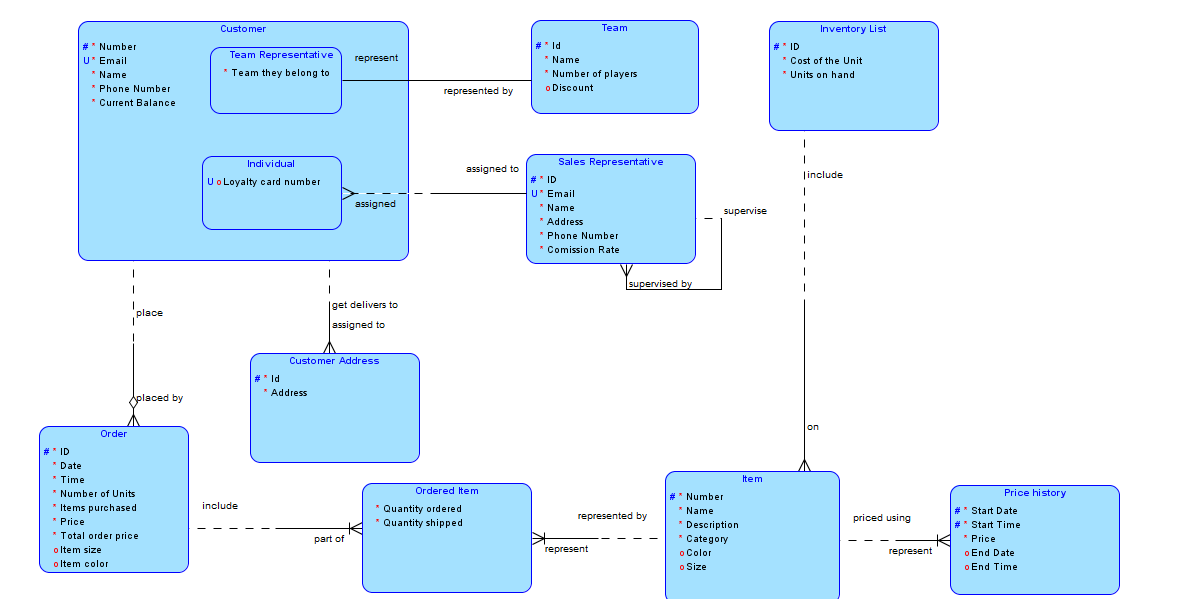 Customer
# * Number
U * Email
* Name
* Phone Number
* Current Balance
Team Representative
* Team they belong to
Individual
U o Loyalty card number
represent
represented by
Team
# * Id
* Name
* Number of players
o Discount
Inventory List
# * ID
* Cost of the Unit
* Units on hand
assigned to
assigned
Sales Representative
# * ID
U * Email
* Name
* Address
* Phone Number
* Comission Rate
supervise
supervised by
include
on
place
placed by
get delivers to
assigned to
Customer Address
# * Id
* Address
Order
# * ID
* Date
* Time
* Number of Units
* Items purchased
* Price
* Total order price
o Item size
o Item color
include
part of
Ordered Item
* Quantity ordered
* Quantity shipped
represented by
represent
Item
# * Number
* Name
* Description
* Category
o Color
o Size
priced using
represent
Price history
# * Start Date
# * Start Time
* Price
o End Date
o End Time